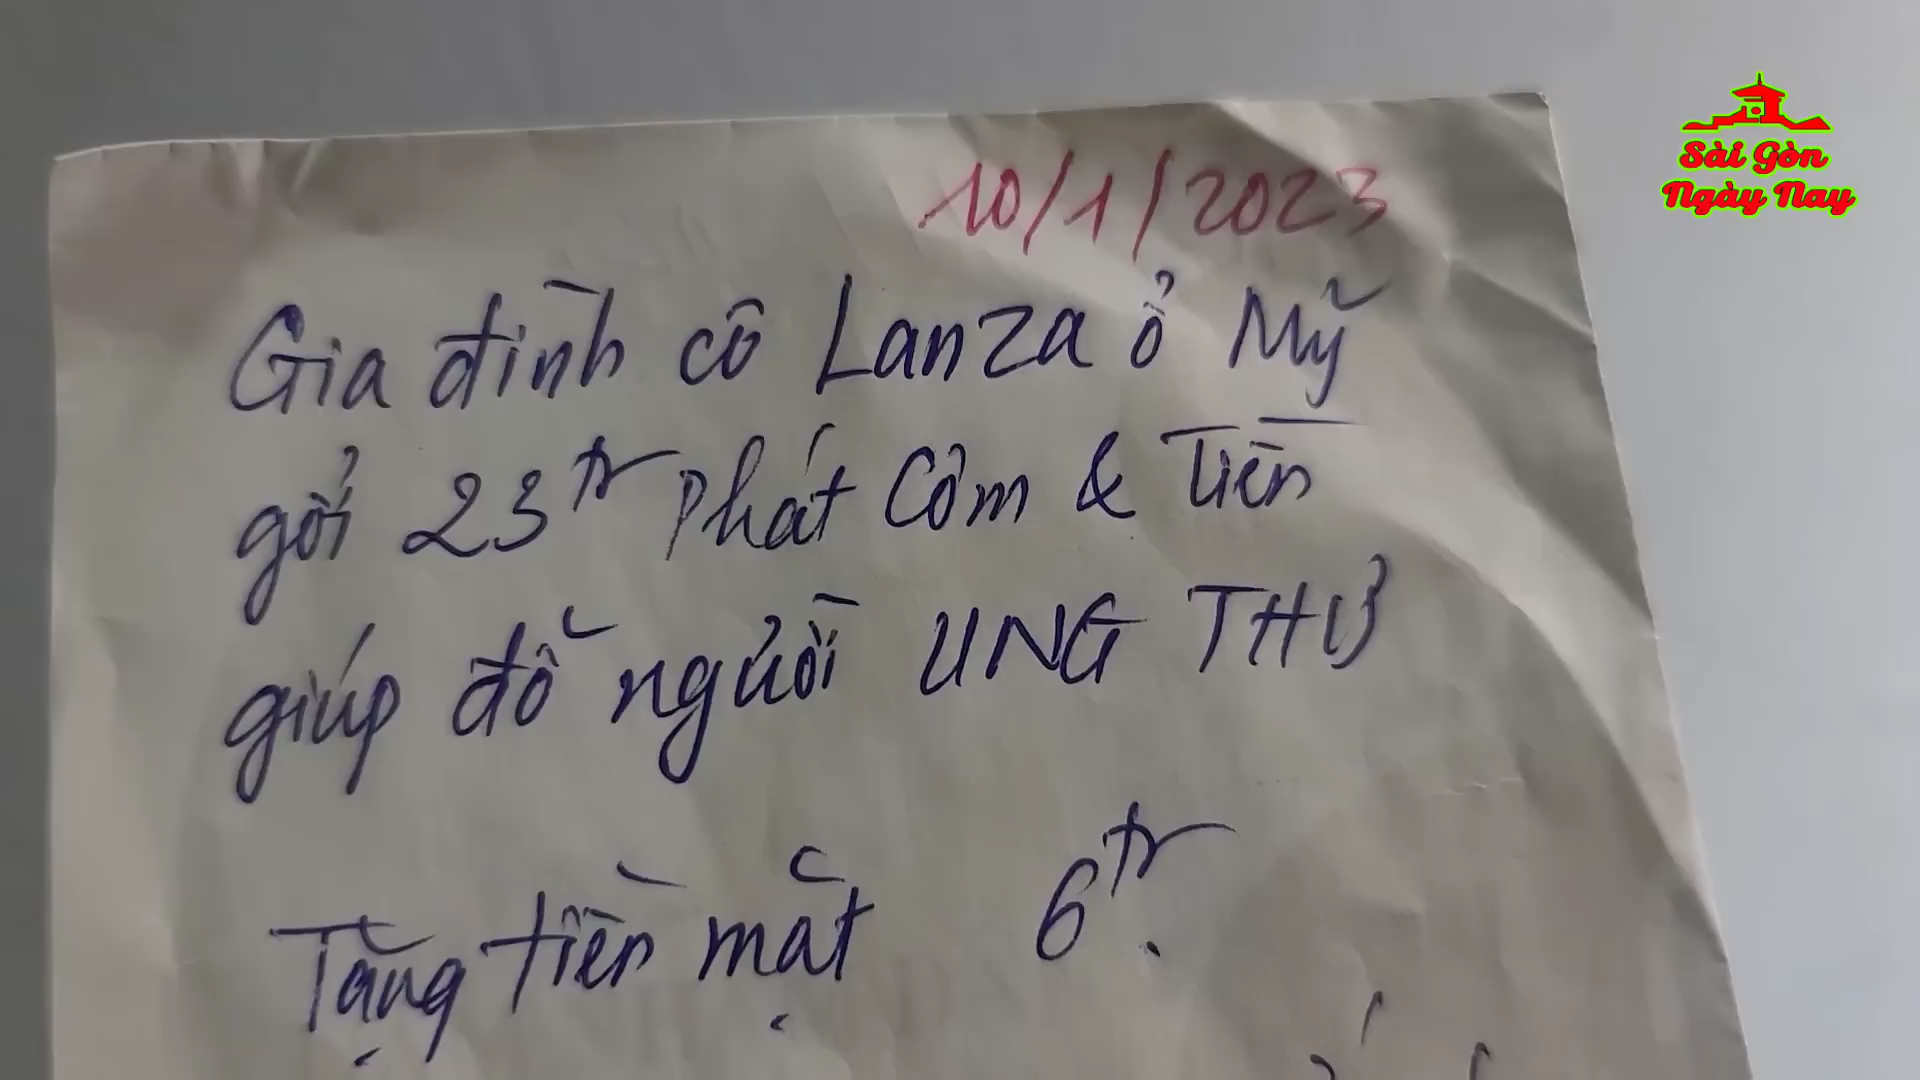 Sài Gòn
Ngày Nay
10/1/2023
Gia đình cô Lanza ở Mỹ
gởi 23tr Phát Cơm & Tiền
giúp đỡ người UNG THƯ
Tặng tiền mặt 6tr.